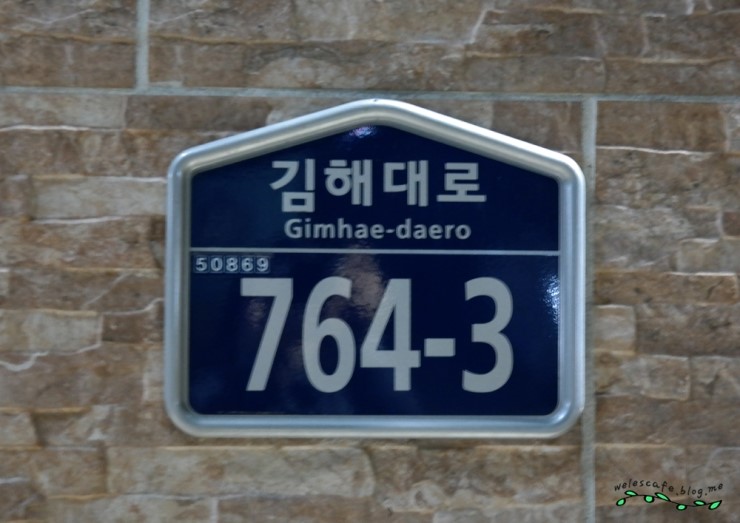 김해대로
Gimhae-daero
50869
764-3
welescafe.blog.me